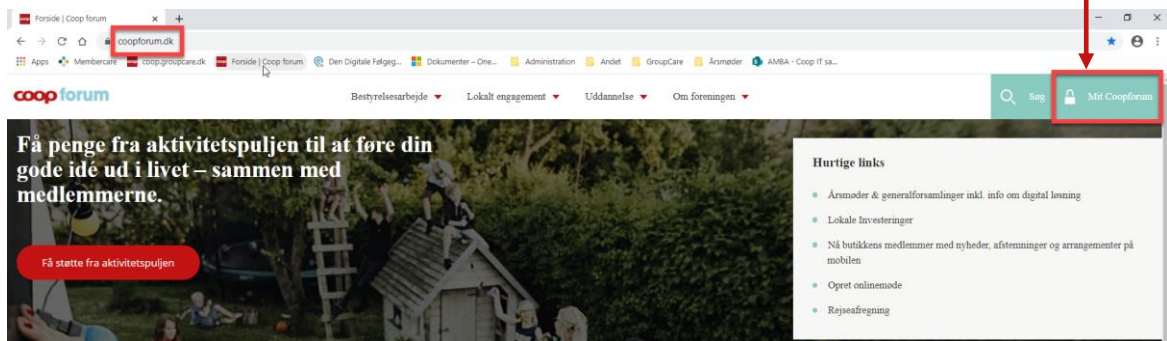 Forside | Coop forum
coopforum.dk
Apps Membercare coop.groupcare.dk Forside | Coop forum Den Digitale Følgeg... Dokumenter – One... Administration Andet GroupCare Årsmøder AMBA - Coop IT sa...
coop forum Bestyrelsesarbejde Lokalt engagement Uddannelse Om foreningen Søg Mit Coopforum
Få penge fra aktivitetspuljen til at føre din
gode idé ud i livet – sammen med
medlemmerne.
Få støtte fra aktivitetspuljen
Hurtige links
Årsmøder & generalforsamlinger inkl. info om digital løsning
Lokale Investeringer
Nå butikkens medlemmer med nyheder, afstemninger og arrangementer på
mobilen
Opret onlinemøde
Rejseafregning